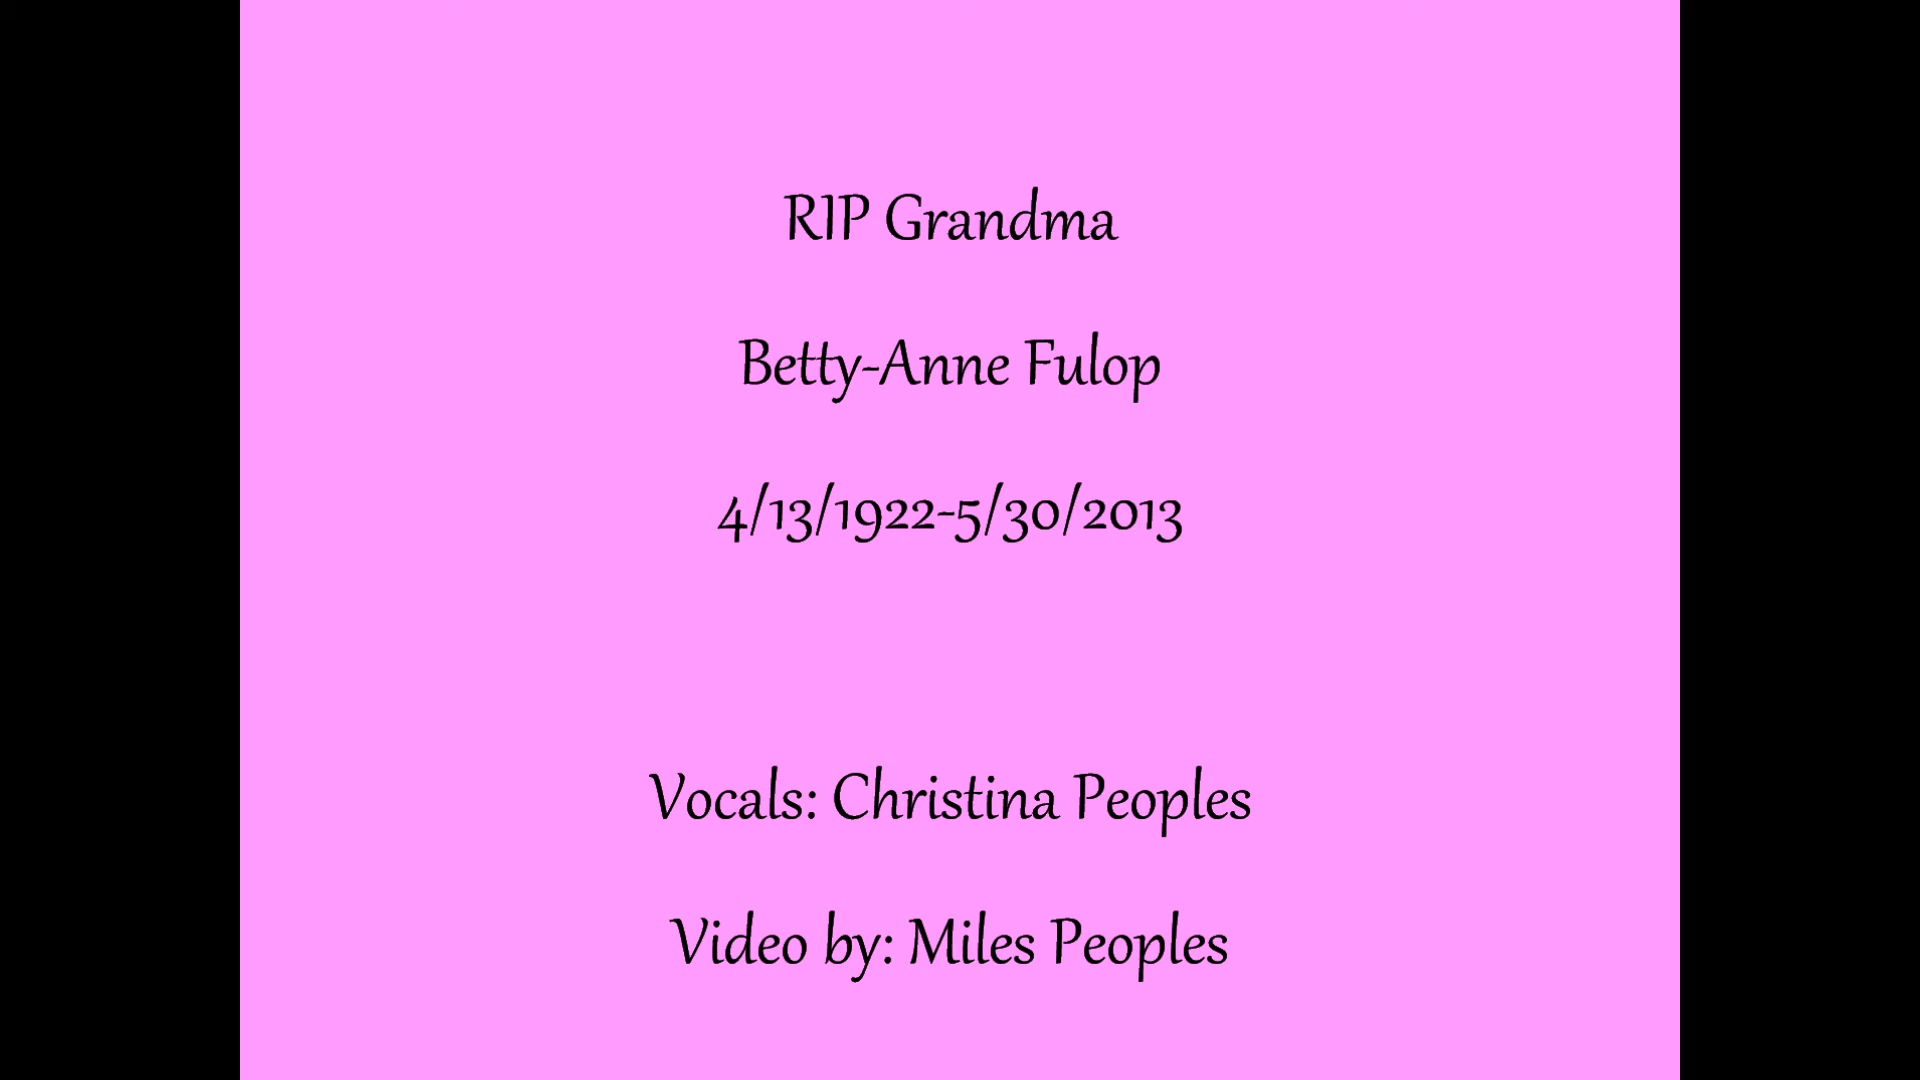 RIP Grandma
Betty-Anne Fulop
4/13/1922-5/30/2013
Vocals: Christina Peoples
Video by: Miles Peoples